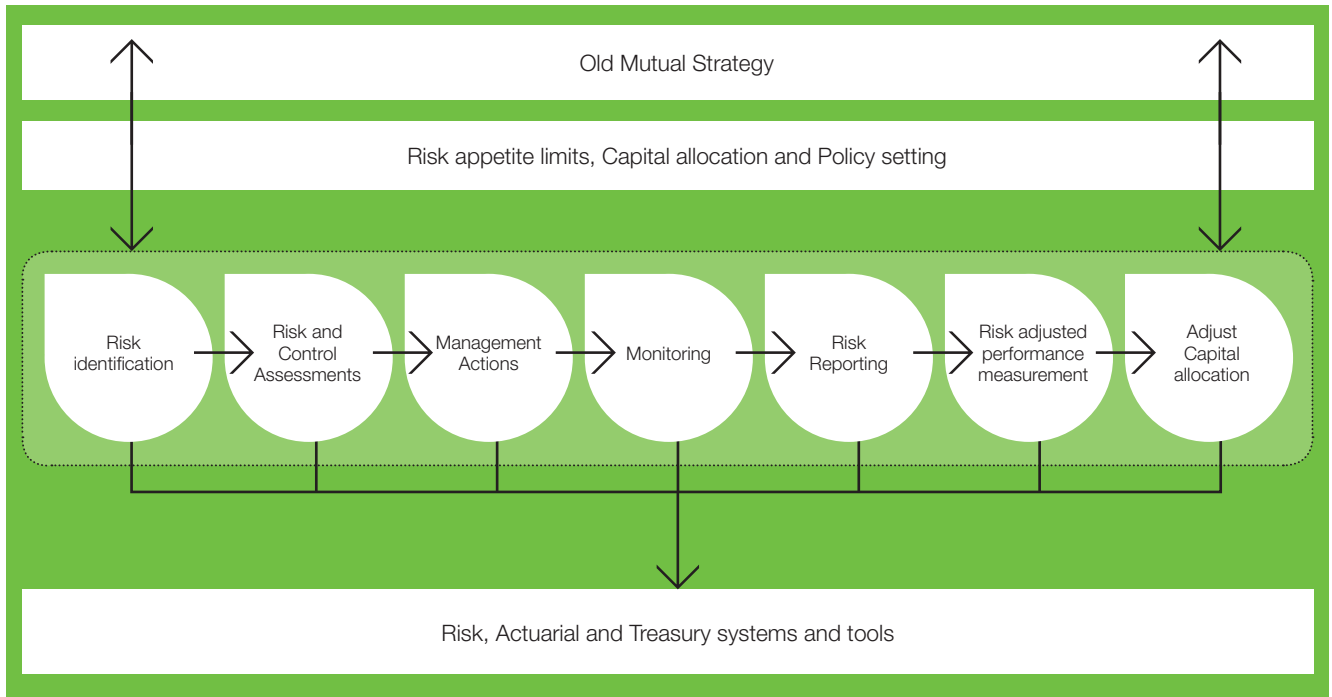 Old Mutual Strategy
Risk appetite limits, Capital allocation and Policy setting
Risk
identification
Risk and
Control
Assessments
Management
Actions
Monitoring
Risk
Reporting
Risk adjusted
performance
measurement
Adjust
Capital
allocation
Risk, Actuarial and Treasury systems and tools